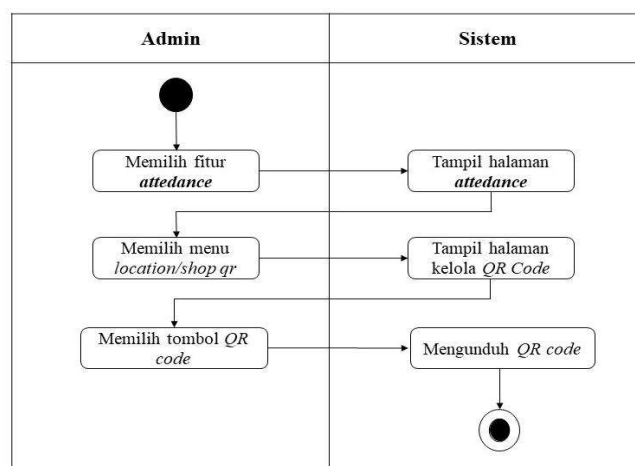 Admin
Sistem
Memilih fitur
attedance
Tampil halaman
attedance
Memilih menu
location/shop qr
Tampil halaman
kelola QR Code
Memilih tombol QR
code
Mengunduh QR code